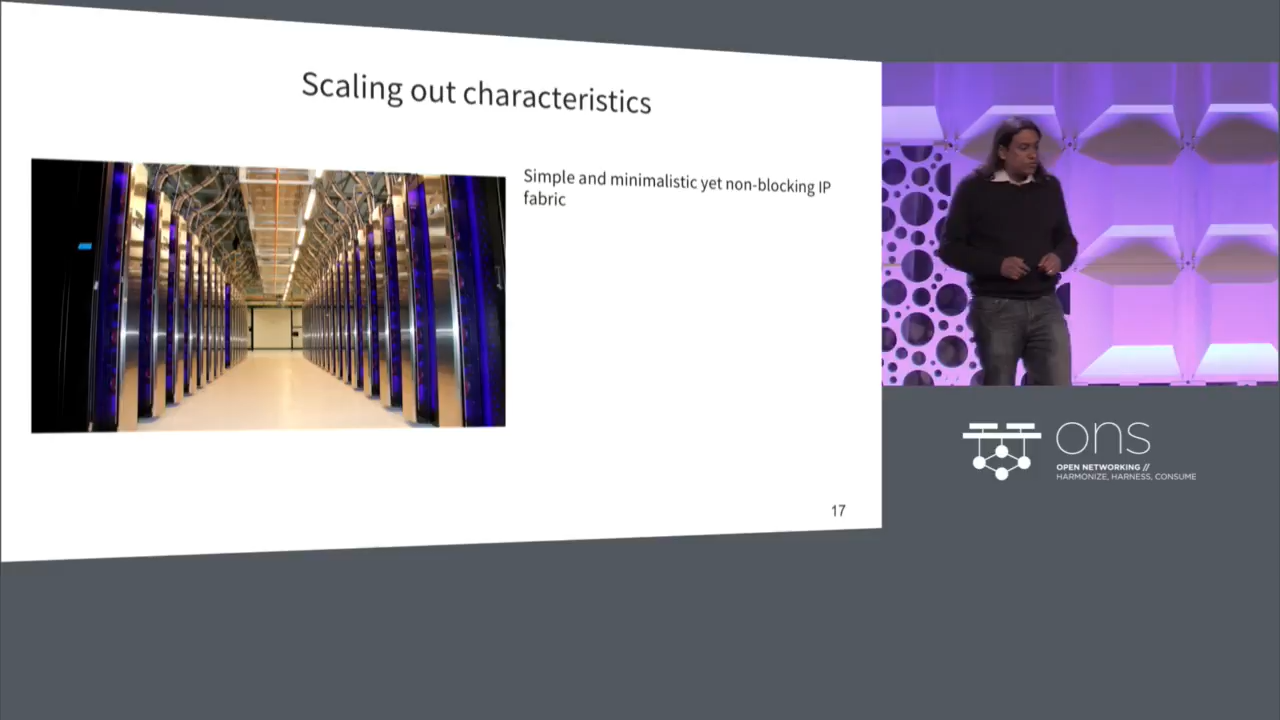 Scaling out characteristics
Simple and minimalistic yet non-blocking IP
fabric
17
ons
OPEN NETWORKING //
HARMONIZE, HARNESS, CONSUME